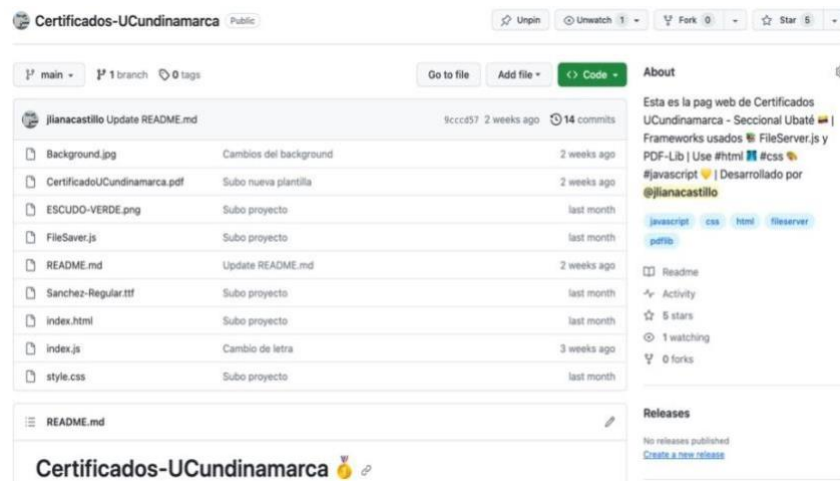 Certificados-UCundinamarca Public
Unpin
Unwatch 1
Fork 0
Star 5
main
1 branch
0 tags
Go to file
Add file
<> Code
jlianacastillo Update README.md
9cccd57 2 weeks ago 14 commits
Background.jpg Cambios del background 2 weeks ago
CertificadoUCundinamarca.pdf Subo nueva plantilla 2 weeks ago
ESCUDO-VERDE.png Subo proyecto last month
FileSaver.js Subo proyecto last month
README.md Update README.md 2 weeks ago
Sanchez-Regular.ttf Subo proyecto last month
index.html Subo proyecto last month
index.js Cambio de letra 3 weeks ago
style.css Subo proyecto last month
README.md
Certificados-UCundinamarca 🏅
About
Esta es la pag web de Certificados
UCundinamarca - Seccional Ubaté 🇨🇴 |
Frameworks usados 📚 FileServer.js y
PDF-Lib | Use #html #css
#javascript 💛 | Desarrollado por
@jlianacastillo
javascript css html fileserver
pdflib
Readme
Activity
5 stars
1 watching
0 forks
Releases
No releases published
Create a new release